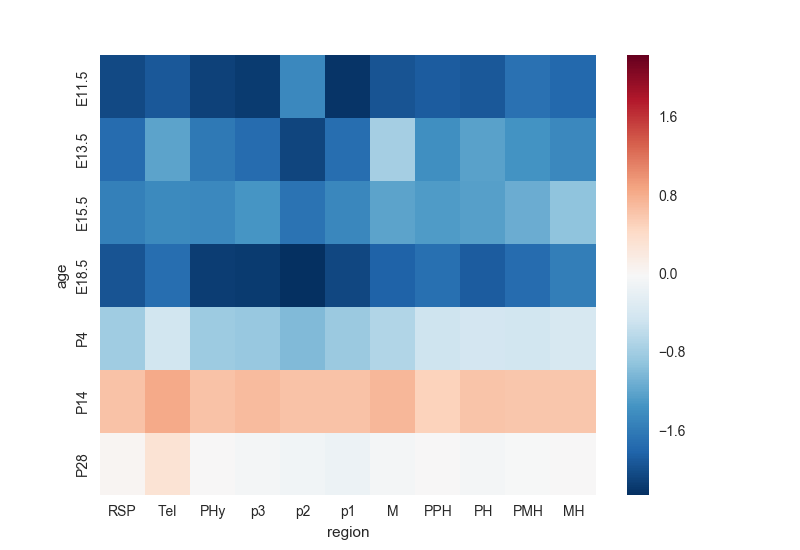 E11.5
E13.5
E15.5
E18.5
P4
P14
P28
age
RSP Tel PHy p3 p2 p1 M PPH PH PMH MH
region
1.6
0.8
0.0
−0.8
−1.6